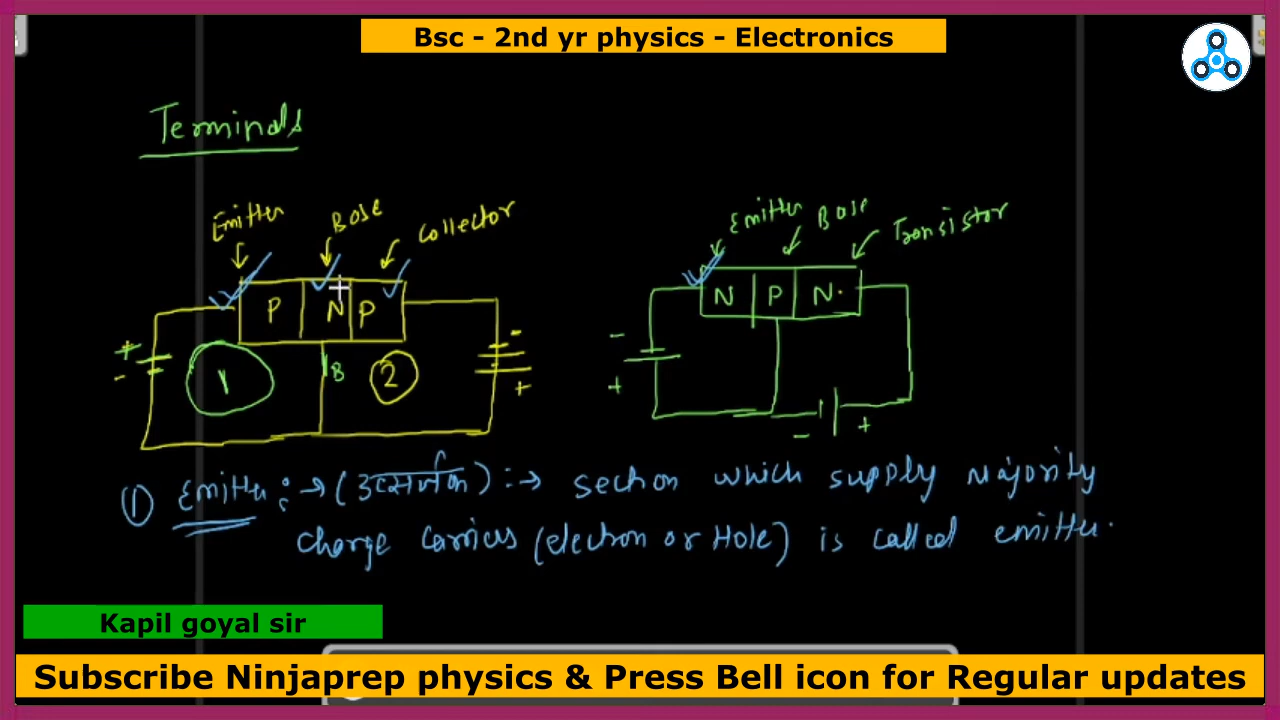 Bsc - 2nd yr physics - Electronics
Terminals
Emitter Base Collector
P N P
+ - - +
1 B 2
Emitter Base Transistor
N P N
- + - +
① Emitter :→ (उत्सर्जक) :→ section which supply Majority
charge carriers (electron or Hole) is called emitter.
Kapil goyal sir
Subscribe Ninjaprep physics & Press Bell icon for Regular updates